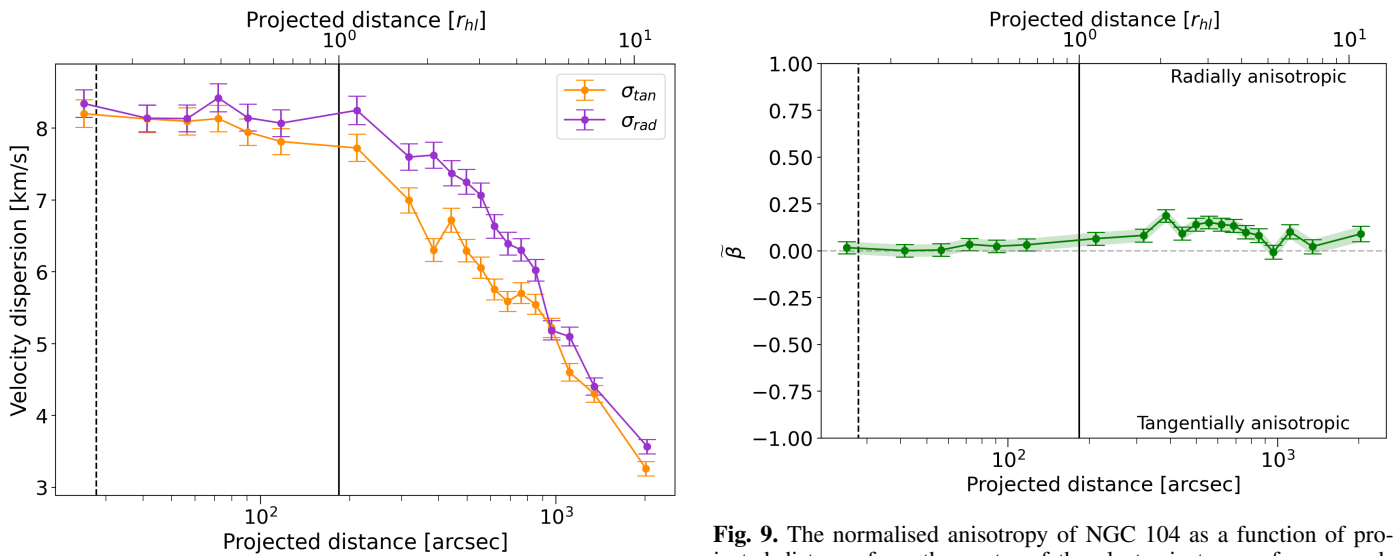 Projected distance [r_hl]
10^0
10^1
σ_tan
σ_rad
8
7
6
5
4
3
Velocity dispersion [km/s]
10^2
10^3
Projected distance [arcsec]
Projected distance [r_hl]
10^0
10^1
Radially anisotropic
1.00
0.75
0.50
0.25
0.00
−0.25
−0.50
−0.75
−1.00
β̃
Tangentially anisotropic
10^2
10^3
Projected distance [arcsec]
Fig. 9. The normalised anisotropy of NGC 104 as a function of pro-